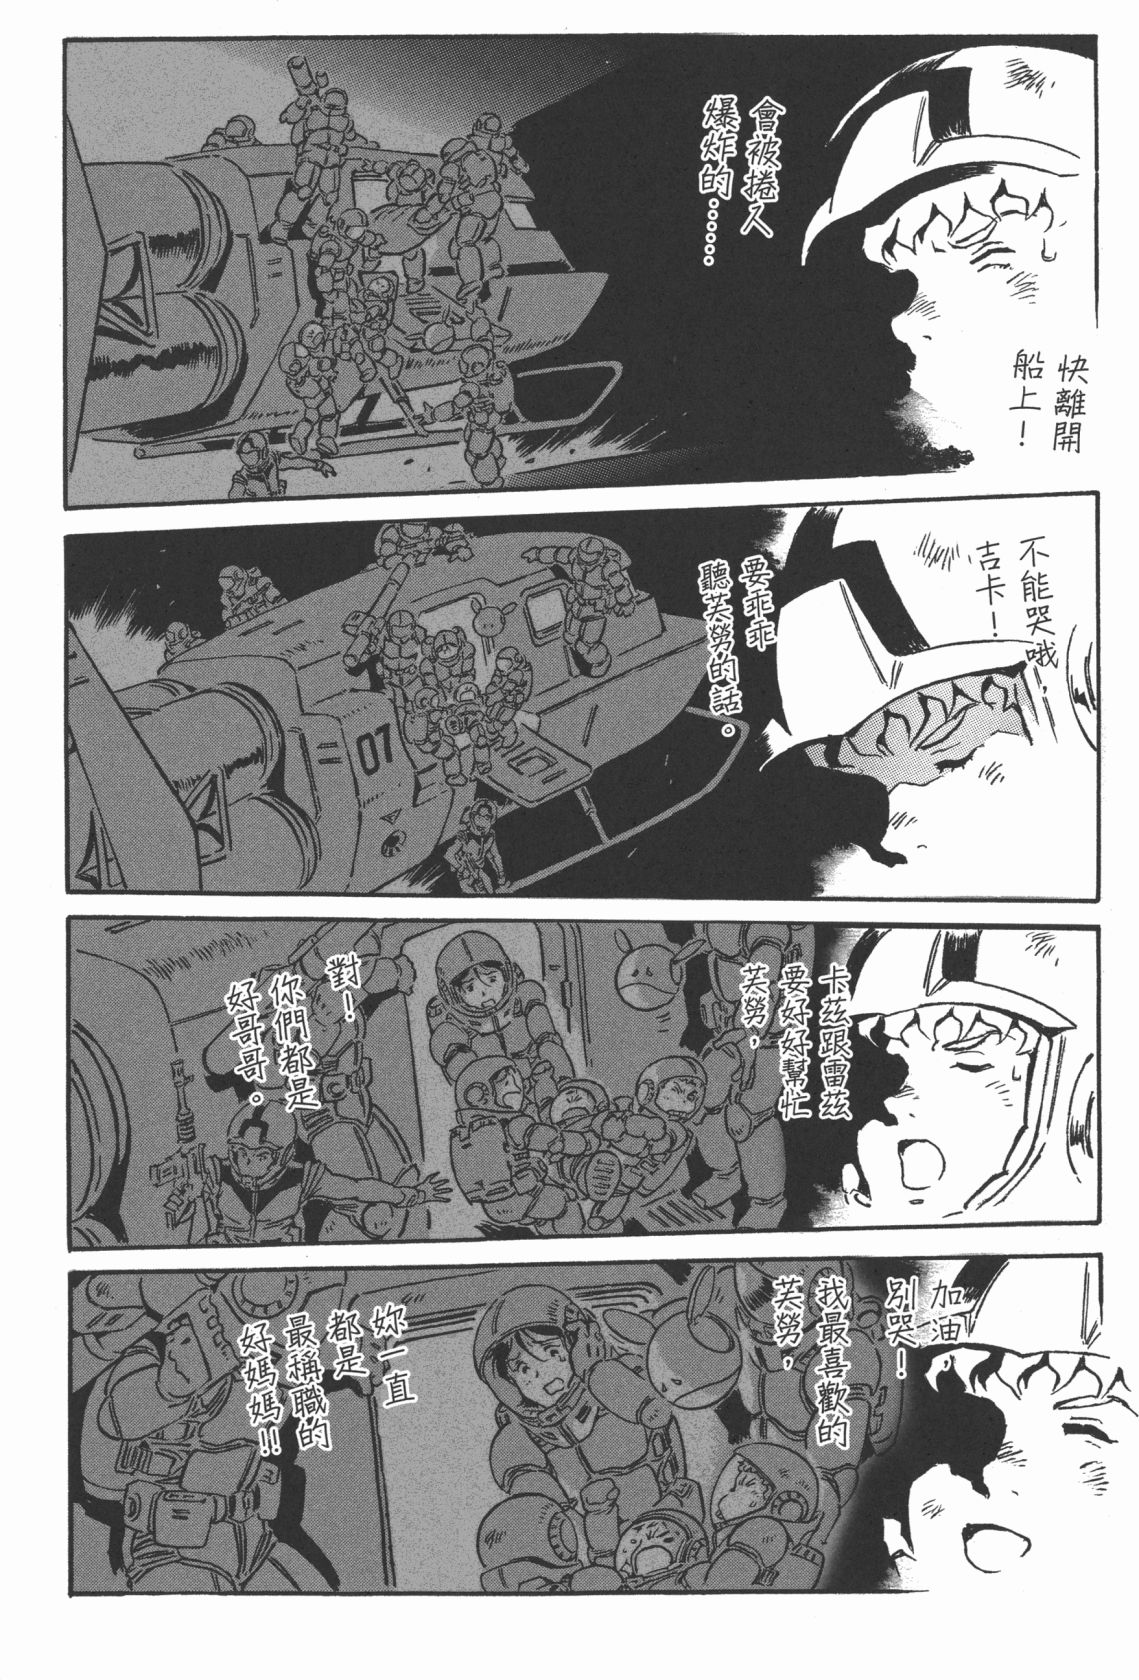 快離開
船上！
會被捲入
爆炸的……。
不能哭哦，
吉卡！
要乖乖
聽芙勞的話。
卡茲跟雷茲
要好好幫忙
芙勞，
對！
你們都是
好哥哥。
07
加油，
別哭！
我最喜歡的
芙勞，
妳一直
都是
最稱職的
好媽媽!!